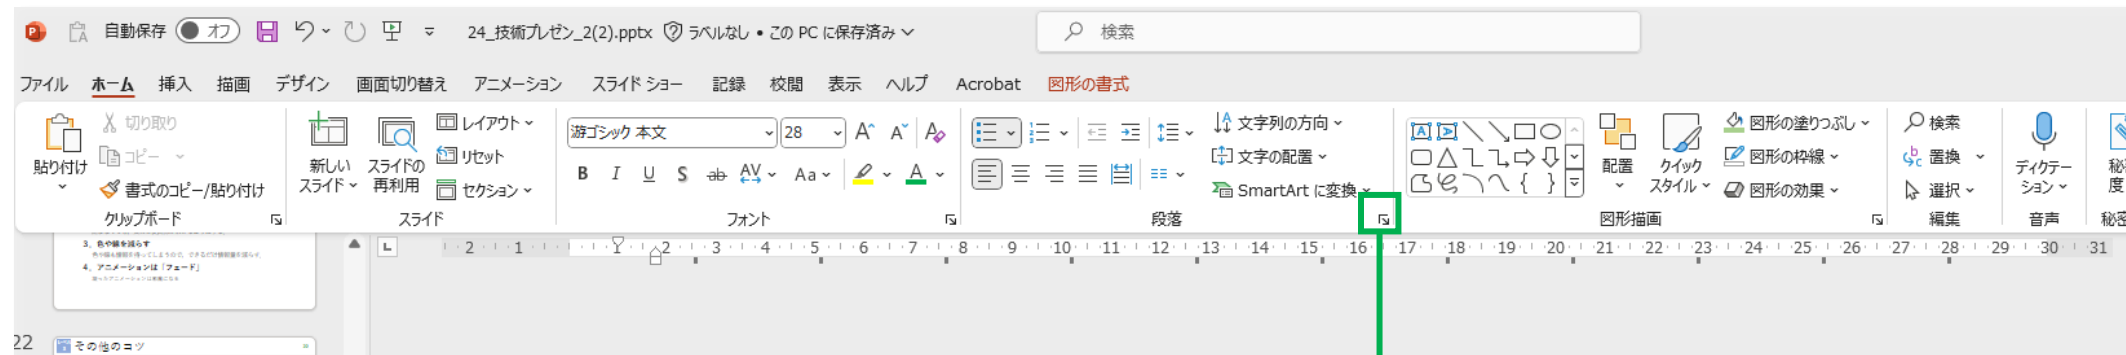 自動保存 オフ 24_技術プレゼン_2(2).pptx ラベルなし • この PC に保存済み 検索
ファイル ホーム 挿入 描画 デザイン 画面切り替え アニメーション スライド ショー 記録 校閲 表示 ヘルプ Acrobat 図形の書式
貼り付け
切り取り
コピー
書式のコピー/貼り付け
クリップボード
新しい
スライド
スライドの
再利用
レイアウト
リセット
セクション
スライド
游ゴシック 本文 28
B I U S ab AV Aa A
フォント
文字列の方向
文字の配置
SmartArt に変換
段落
配置
クイック
スタイル
図形の塗りつぶし
図形の枠線
図形の効果
図形描画
検索
置換
選択
編集
ディクテー
ション
音声
秘
度
秘密
2 1 2 3 4 5 6 7 8 9 10 11 12 13 14 15 16 17 18 19 20 21 22 23 24 25 26 27 28 29 30 31
3、色や線を減らす
4、アニメーションは「フェード」
22
その他のコツ